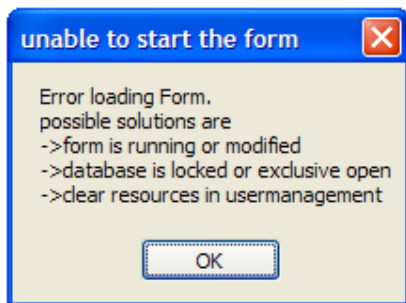 unable to start the form
Error loading Form.
possible solutions are
->form is running or modified
->database is locked or exclusive open
->clear resources in usermanagement
OK